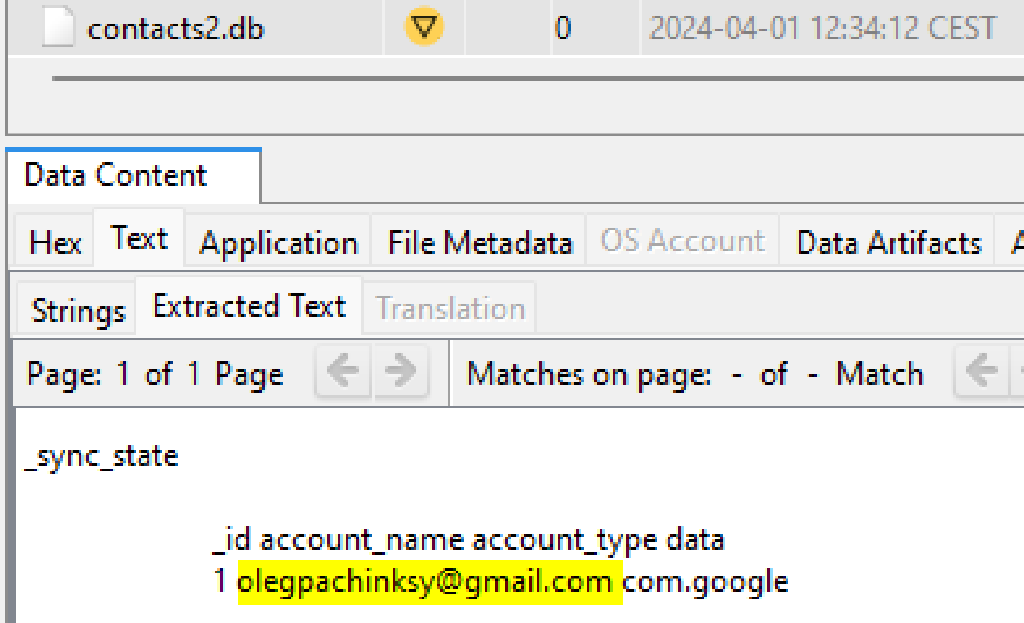 contacts2.db 0 2024-04-01 12:34:12 CEST
Data Content
Hex Text Application File Metadata OS Account Data Artifacts
Strings Extracted Text Translation
Page: 1 of 1 Page Matches on page: - of - Match
_sync_state
_id account_name account_type data
1 olegpachinksy@gmail.com com.google